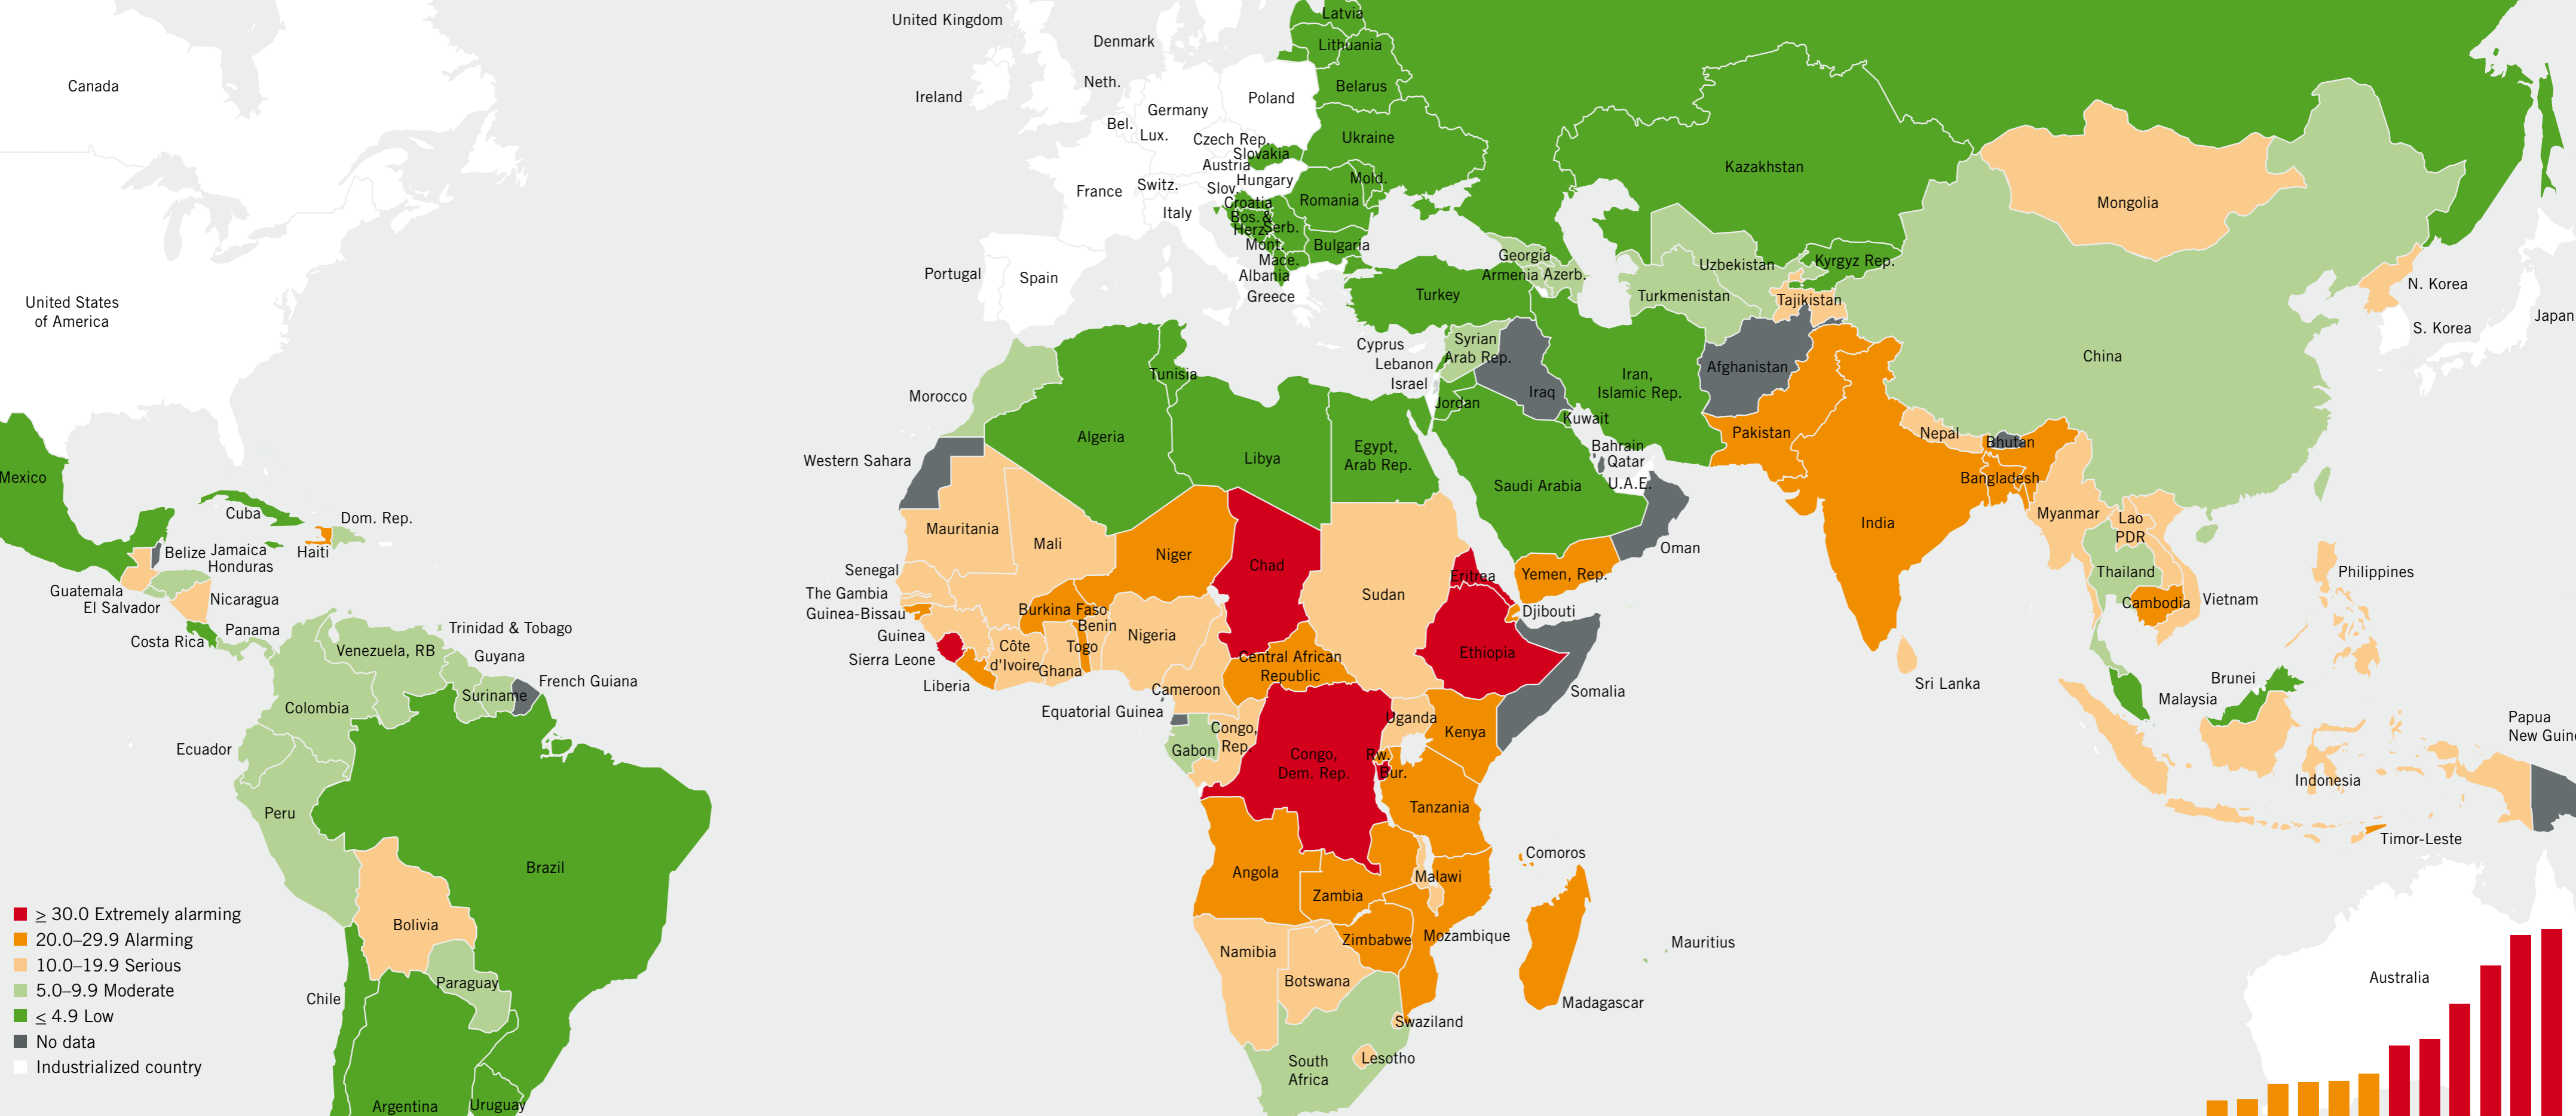 Canada
United States
of America
Mexico
Cuba
Dom. Rep.
Haiti
Belize
Jamaica
Honduras
Guatemala
El Salvador
Nicaragua
Costa Rica
Panama
Trinidad & Tobago
Venezuela, RB
Guyana
Suriname
French Guiana
Colombia
Ecuador
Peru
Brazil
Bolivia
Paraguay
Chile
Argentina
Uruguay
United Kingdom
Ireland
Denmark
Neth.
Bel.
Lux.
Germany
Poland
Czech Rep.
Slovakia
Austria
Hungary
Switz.
Slov.
France
Italy
Croatia
Bos. &
Herz.
Serb.
Mont.
Mace.
Albania
Greece
Portugal
Spain
Latvia
Lithuania
Belarus
Ukraine
Mold.
Romania
Bulgaria
Turkey
Georgia
Armenia
Azerb.
Cyprus
Lebanon
Israel
Syrian
Arab Rep.
Jordan
Iraq
Kuwait
Bahrain
Qatar
U.A.E.
Saudi Arabia
Oman
Yemen, Rep.
Iran,
Islamic Rep.
Kazakhstan
Uzbekistan
Turkmenistan
Kyrgyz Rep.
Tajikistan
Afghanistan
Pakistan
India
Nepal
Bhutan
Bangladesh
Sri Lanka
Mongolia
China
N. Korea
S. Korea
Japan
Myanmar
Lao
PDR
Thailand
Cambodia
Vietnam
Philippines
Brunei
Malaysia
Indonesia
Timor-Leste
Papua
New Guin
Australia
Morocco
Western Sahara
Algeria
Tunisia
Libya
Egypt,
Arab Rep.
Mauritania
Mali
Niger
Chad
Sudan
Eritrea
Djibouti
Ethiopia
Somalia
Senegal
The Gambia
Guinea-Bissau
Guinea
Sierra Leone
Liberia
Côte
d'Ivoire
Burkina Faso
Ghana
Togo
Benin
Nigeria
Cameroon
Central African
Republic
Equatorial Guinea
Gabon
Congo,
Rep.
Congo,
Dem. Rep.
Uganda
Kenya
Rw.
Bur.
Tanzania
Angola
Zambia
Malawi
Comoros
Mozambique
Zimbabwe
Namibia
Botswana
Madagascar
Mauritius
Swaziland
Lesotho
South
Africa
≥ 30.0 Extremely alarming
20.0–29.9 Alarming
10.0–19.9 Serious
5.0–9.9 Moderate
≤ 4.9 Low
No data
Industrialized country